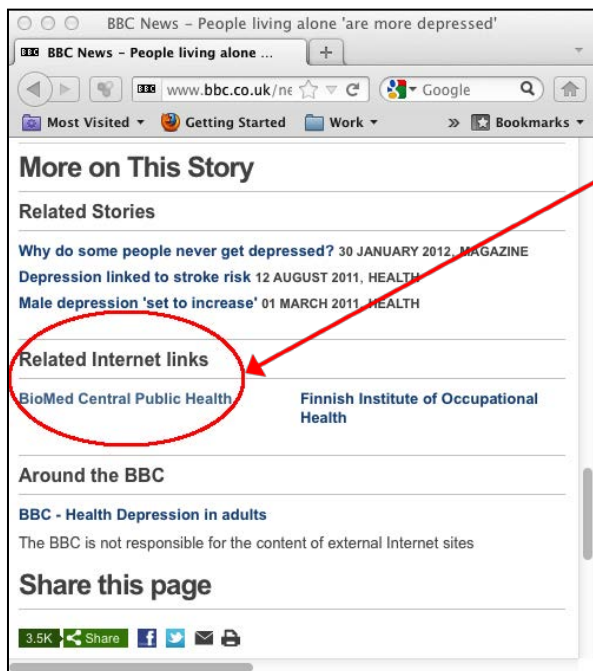 BBC News - People living alone 'are more depressed'
BBC BBC News - People living alone ... +
BBC www.bbc.co.uk/ne Google
Most Visited Getting Started Work » Bookmarks
More on This Story
Related Stories
Why do some people never get depressed? 30 JANUARY 2012, MAGAZINE
Depression linked to stroke risk 12 AUGUST 2011, HEALTH
Male depression 'set to increase' 01 MARCH 2011, HEALTH
Related Internet links
BioMed Central Public Health
Finnish Institute of Occupational
Health
Around the BBC
BBC - Health Depression in adults
The BBC is not responsible for the content of external Internet sites
Share this page
3.5K Share f